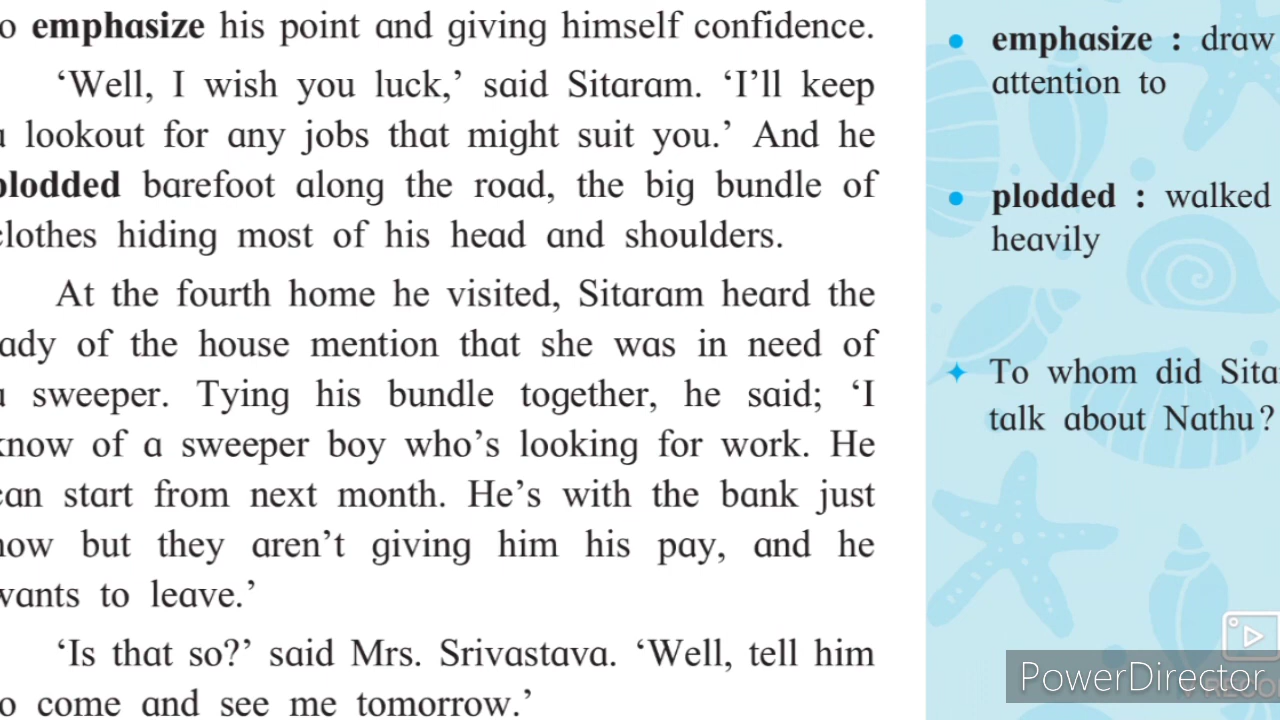 emphasize his point and giving himself confidence.
‘Well, I wish you luck,’ said Sitaram. ‘I’ll keep
lookout for any jobs that might suit you.’ And he
plodded barefoot along the road, the big bundle of
clothes hiding most of his head and shoulders.
At the fourth home he visited, Sitaram heard the
lady of the house mention that she was in need of
sweeper. Tying his bundle together, he said; ‘I
know of a sweeper boy who’s looking for work. He
can start from next month. He’s with the bank just
now but they aren’t giving him his pay, and he
wants to leave.’
‘Is that so?’ said Mrs. Srivastava. ‘Well, tell him
come and see me tomorrow.’
• emphasize : draw
attention to
• plodded : walked
heavily
✦ To whom did Sita
talk about Nathu?
PowerDirector